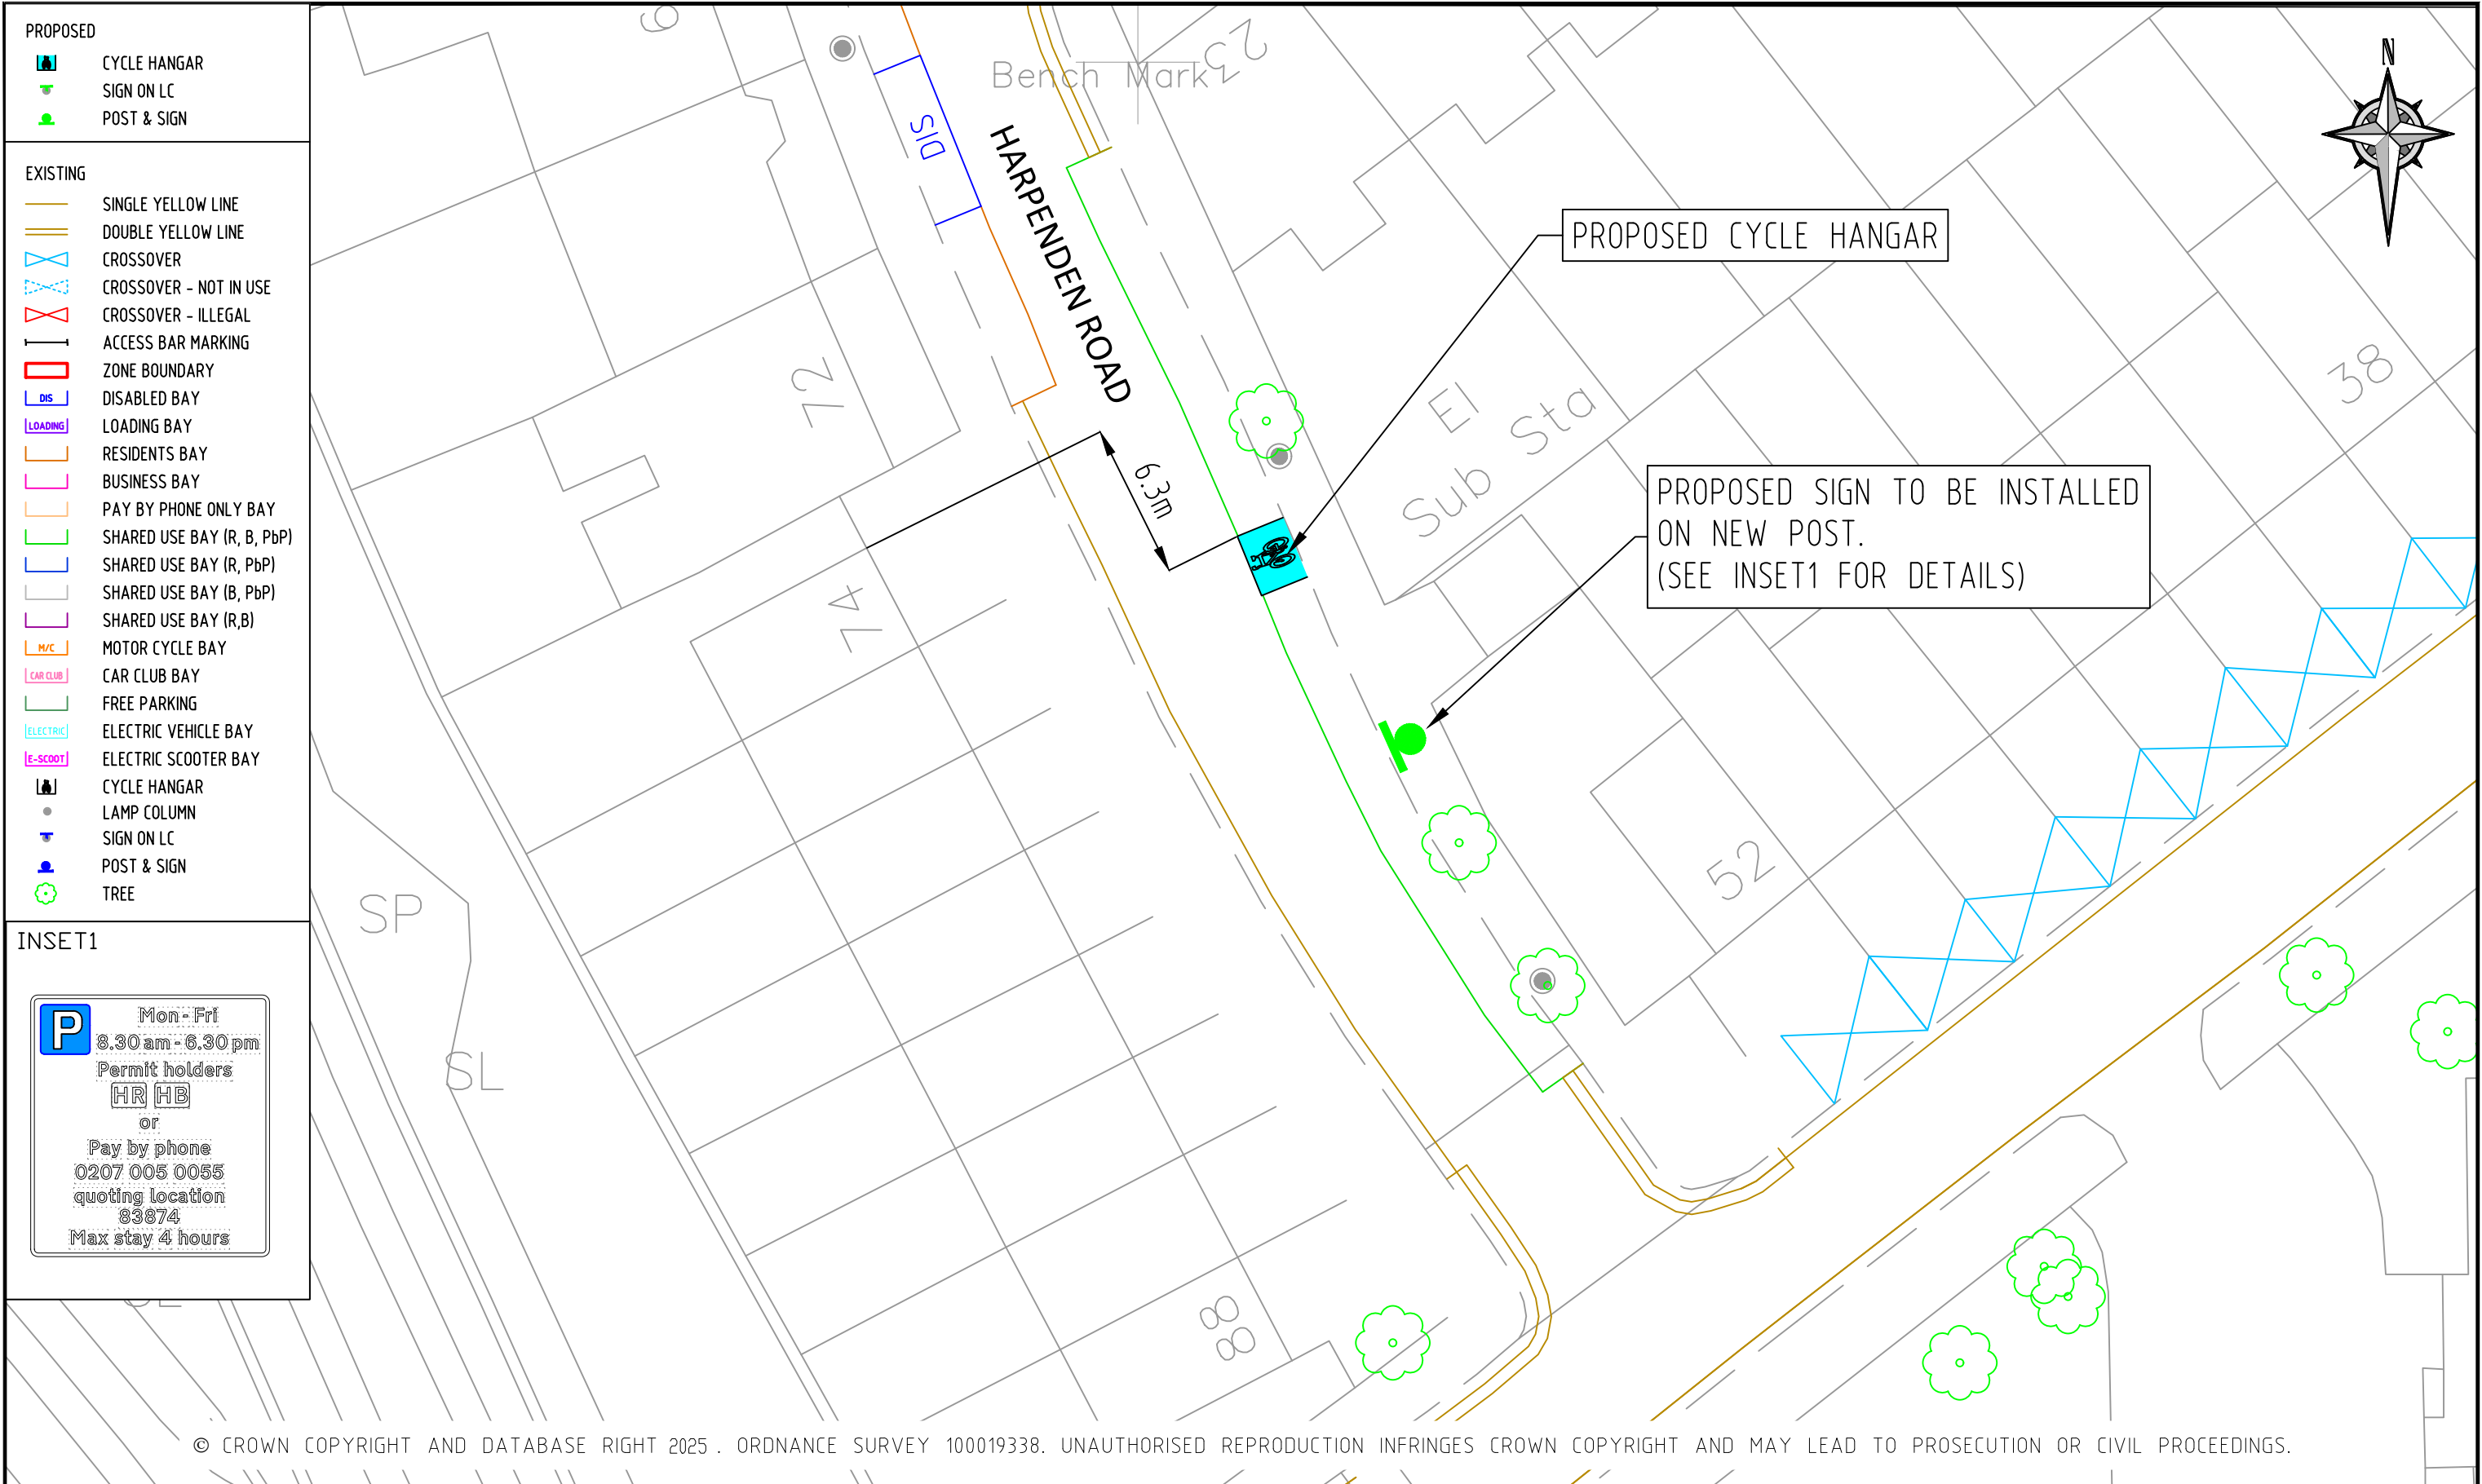 PROPOSED
CYCLE HANGAR
SIGN ON LC
POST & SIGN
EXISTING
SINGLE YELLOW LINE
DOUBLE YELLOW LINE
CROSSOVER
CROSSOVER - NOT IN USE
CROSSOVER - ILLEGAL
ACCESS BAR MARKING
ZONE BOUNDARY
DIS DISABLED BAY
LOADING LOADING BAY
RESIDENTS BAY
BUSINESS BAY
PAY BY PHONE ONLY BAY
SHARED USE BAY (R, B, PbP)
SHARED USE BAY (R, PbP)
SHARED USE BAY (B, PbP)
SHARED USE BAY (R,B)
M/C MOTOR CYCLE BAY
CAR CLUB CAR CLUB BAY
FREE PARKING
ELECTRIC ELECTRIC VEHICLE BAY
E-SCOOT ELECTRIC SCOOTER BAY
CYCLE HANGAR
LAMP COLUMN
SIGN ON LC
POST & SIGN
TREE
INSET1
P Mon - Fri
8.30 am - 6.30 pm
Permit holders
HR HB
or
Pay by phone
0207 005 0055
quoting location
83874
Max stay 4 hours
Bench Mark
23
N
DIS
HARPENDEN ROAD
PROPOSED CYCLE HANGAR
72
6.3m
El
Sub Sta
38
PROPOSED SIGN TO BE INSTALLED
ON NEW POST.
(SEE INSET1 FOR DETAILS)
74
52
SP
SL
88
© CROWN COPYRIGHT AND DATABASE RIGHT 2025 . ORDNANCE SURVEY 100019338. UNAUTHORISED REPRODUCTION INFRINGES CROWN COPYRIGHT AND MAY LEAD TO PROSECUTION OR CIVIL PROCEEDINGS.